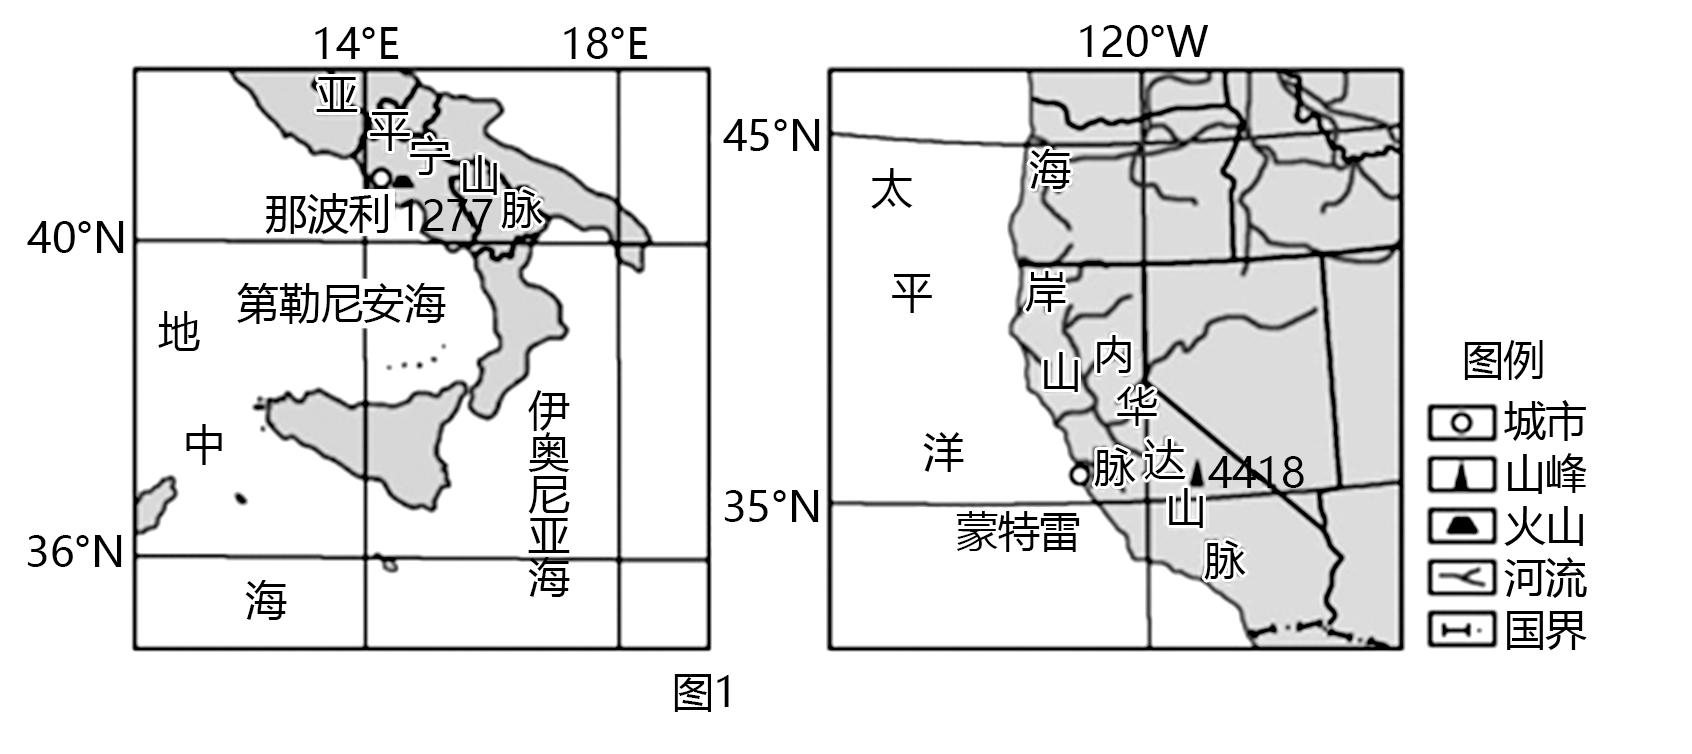 14°E 18°E
120°W
45°N
40°N
36°N
35°N
亚平宁山脉
那波利 1277
第勒尼安海
地中海
伊奥尼亚海
太平洋
海岸山脉
内华达山脉
4418
蒙特雷
图例
城市
山峰
火山
河流
国界
图1